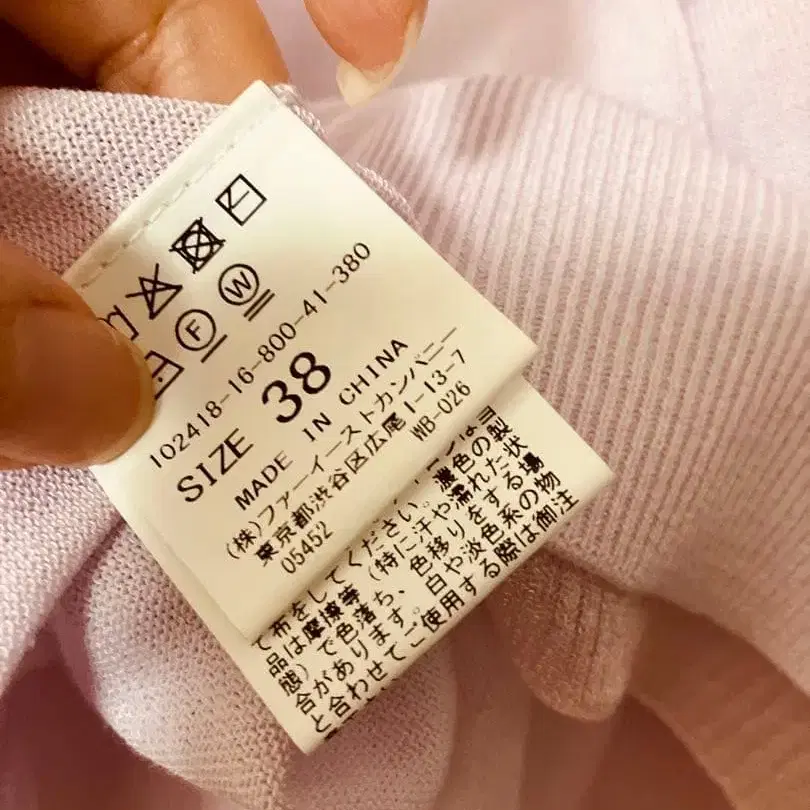 F W
102418-16-800-41-380
SIZE 38
MADE IN CHINA
(株)ファーイーストカンパニー
東京都渋谷区広尾1-13-7
05452 WB-026
て布をしてください。濃色の製
品は摩擦等(特に汗や濡れた状
態)で色落ち、色移りをする場
合があります。白や淡色系の物
と合わせてご使用する際は御注